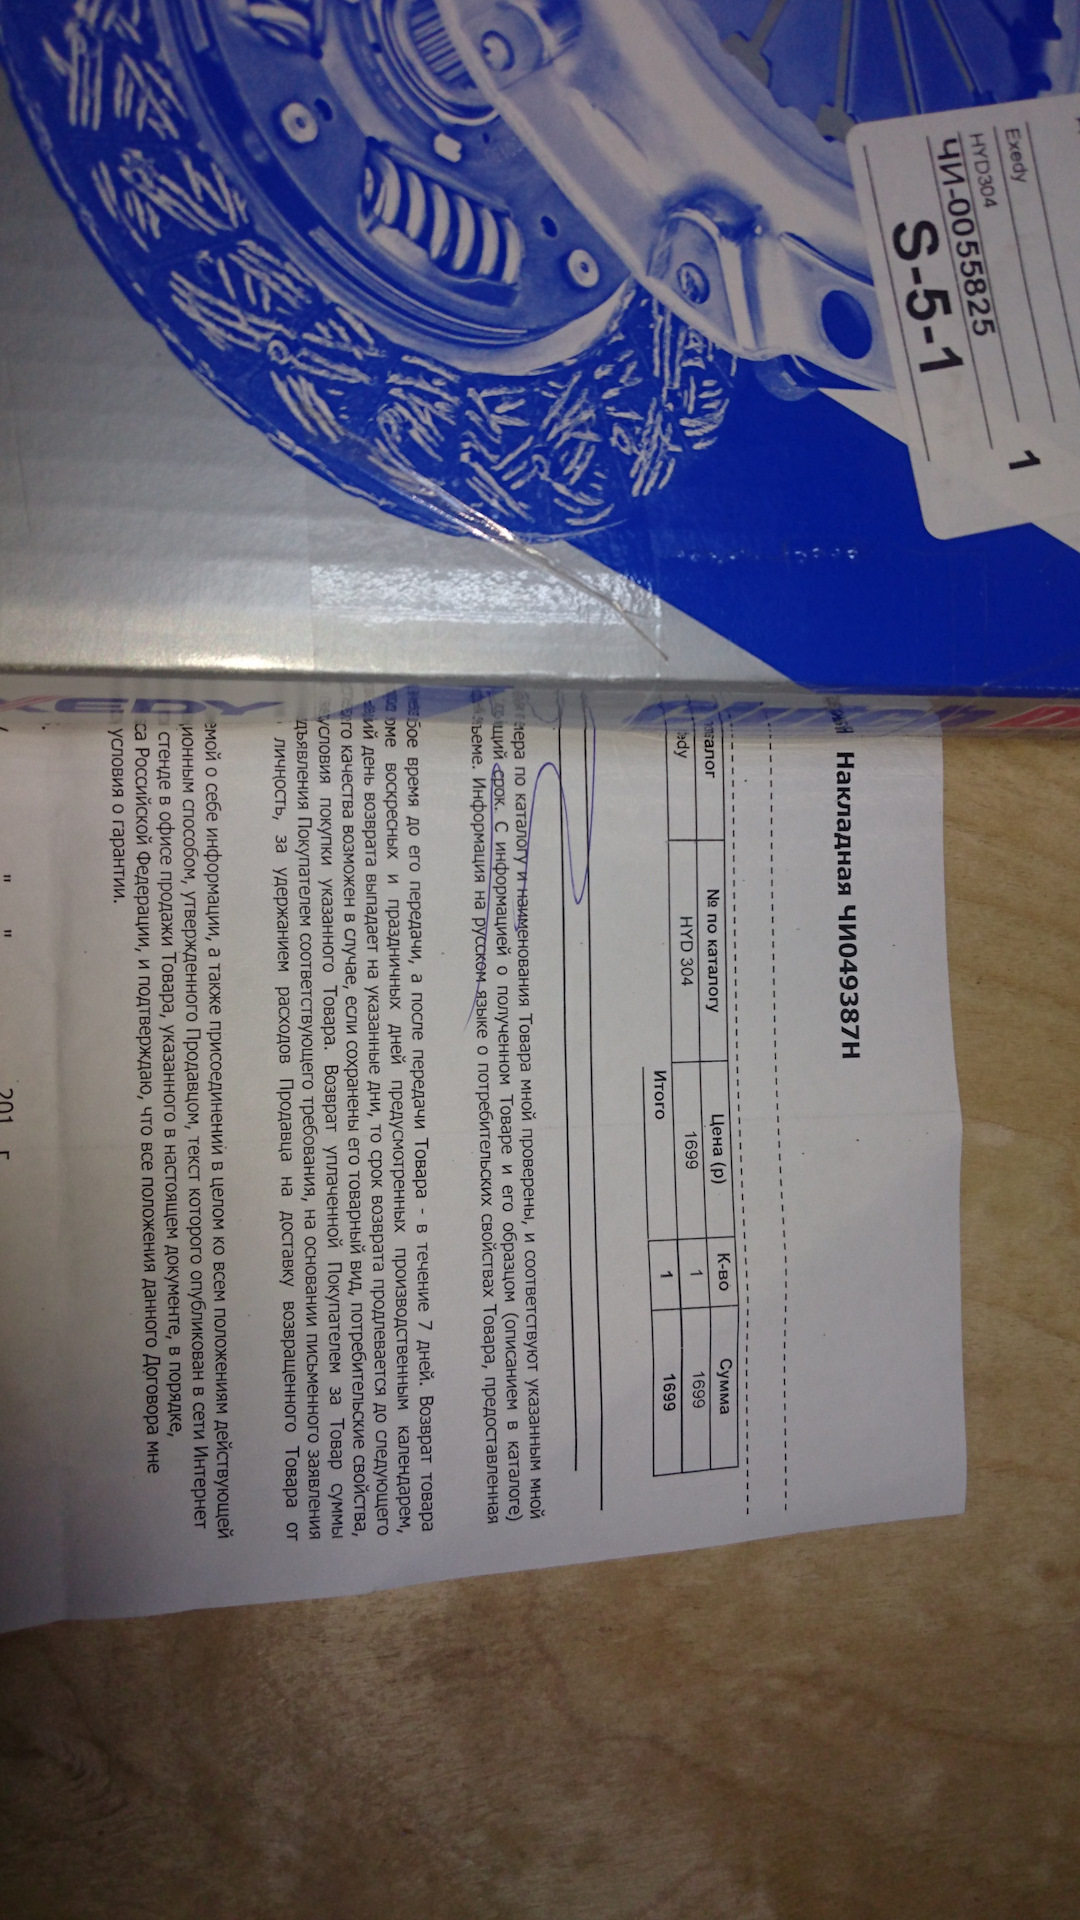 Exedy
HYD304 1
ЧИ-0055825
S-5-1
EXEDY
Clutch
Накладная ЧИ049387Н
№ по каталогу Цена (р) К-во Сумма
HYD 304 1699 1 1699
Итого 1 1699
по каталогу и наименования Товара мной проверены, и соответствуют указанным мной
срок. С информацией о полученном Товаре и его образцом (описанием в каталоге)
Информация на русском языке о потребительских свойствах Товара, предоставленная
время до его передачи, а после передачи Товара - в течение 7 дней. Возврат товара
воскресных и праздничных дней предусмотренных производственным календарем,
день возврата выпадает на указанные дни, то срок возврата продлевается до следующего
качества возможен в случае, если сохранены его товарный вид, потребительские свойства,
условия покупки указанного Товара. Возврат уплаченной Покупателем за Товар суммы
Покупателем соответствующего требования, на основании письменного заявления
личность, за удержанием расходов Продавца на доставку возвращенного Товара от
о себе информации, а также присоединений в целом ко всем положениям действующей
способом, утвержденного Продавцом, текст которого опубликован в сети Интернет
стенде в офисе продажи Товара, указанного в настоящем документе, в порядке,
Российской Федерации, и подтверждаю, что все положения данного Договора мне
условия о гарантии.
" " 201 г